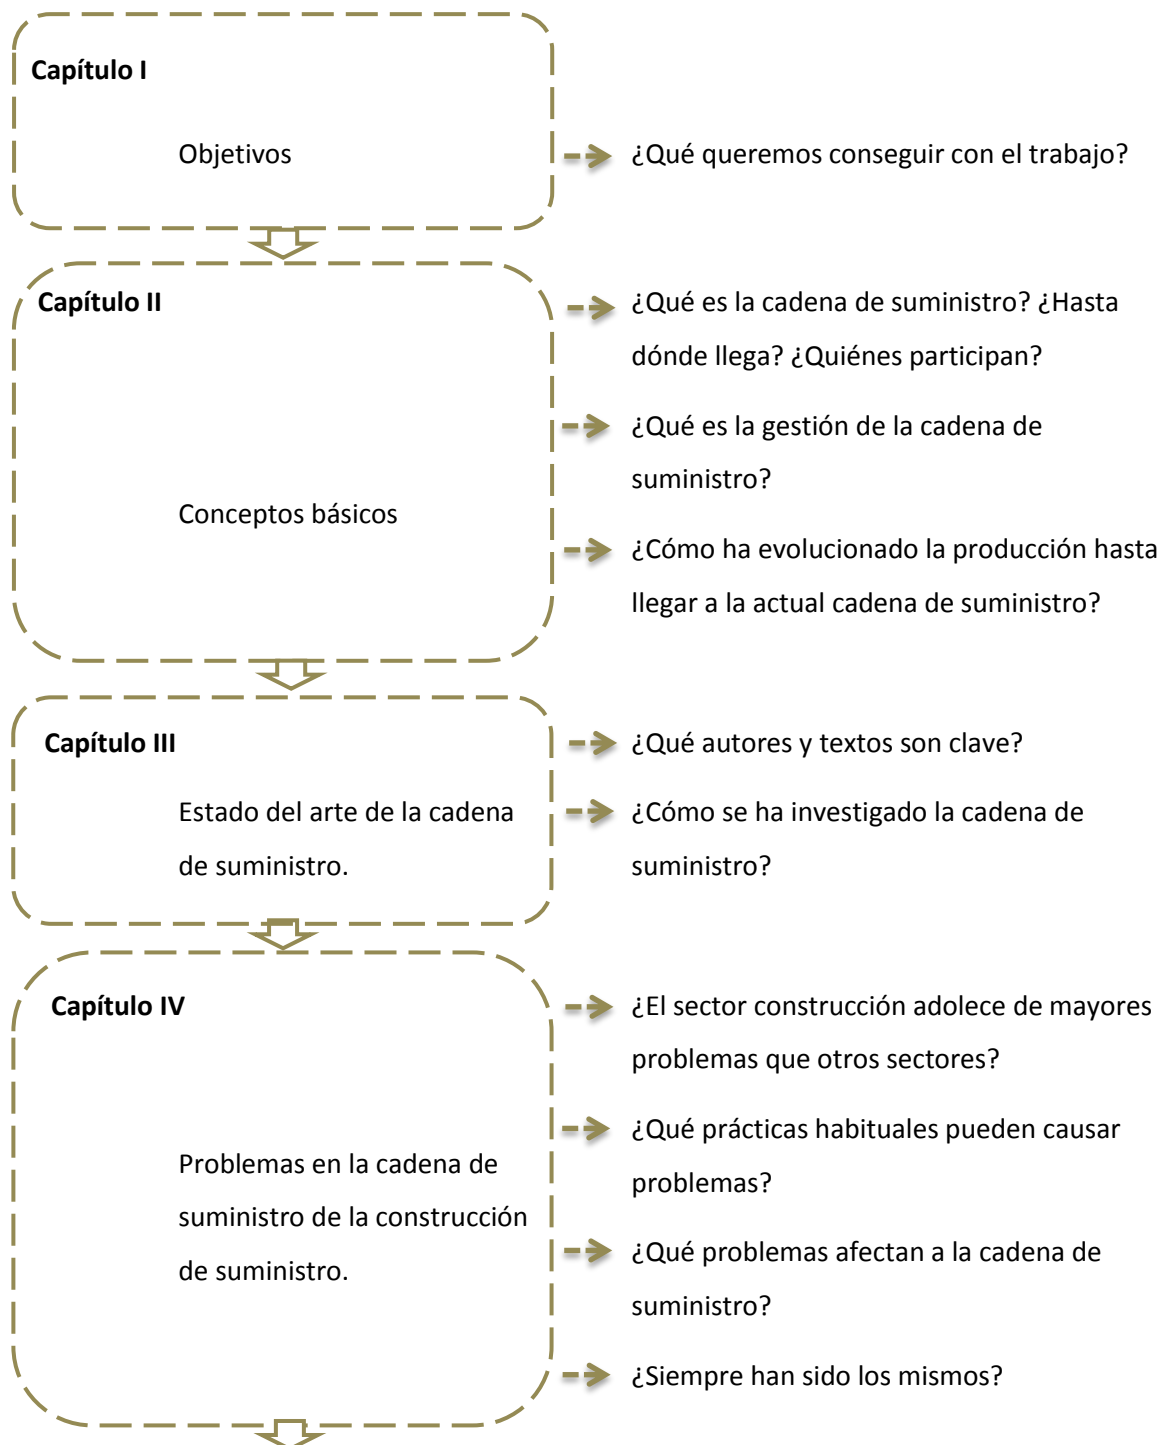 Capítulo I
Objetivos
¿Qué queremos conseguir con el trabajo?
Capítulo II
¿Qué es la cadena de suministro? ¿Hasta
dónde llega? ¿Quiénes participan?
¿Qué es la gestión de la cadena de
suministro?
Conceptos básicos
¿Cómo ha evolucionado la producción hasta
llegar a la actual cadena de suministro?
Capítulo III
¿Qué autores y textos son clave?
Estado del arte de la cadena
de suministro.
¿Cómo se ha investigado la cadena de
suministro?
Capítulo IV
¿El sector construcción adolece de mayores
problemas que otros sectores?
¿Qué prácticas habituales pueden causar
problemas?
Problemas en la cadena de
suministro de la construcción
de suministro.
¿Qué problemas afectan a la cadena de
suministro?
¿Siempre han sido los mismos?